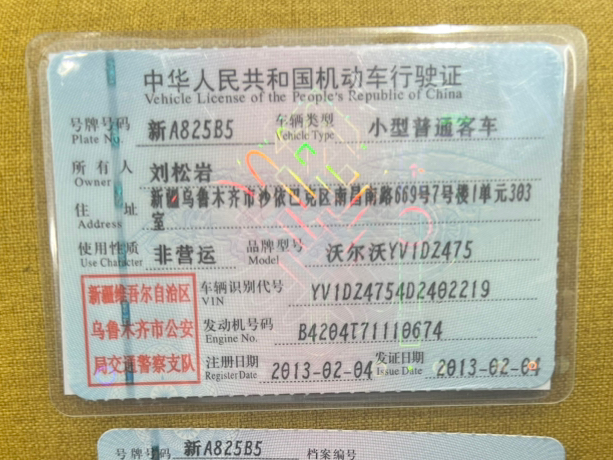 中华人民共和国机动车行驶证
Vehicle License of the People's Republic of China
号牌号码 新A825B5 车辆类型 小型普通客车
Plate No. Vehicle Type
所有人 刘松岩
Owner
住址 新疆乌鲁木齐市沙依巴克区南昌南路669号7号楼1单元303
Address 室
使用性质 非营运 品牌型号 沃尔沃YV1DZ475
Use Character Model
新疆维吾尔自治区 车辆识别代号 YV1DZ4754D2402219
VIN
乌鲁木齐市公安 发动机号码 B4204T71110674
Engine No.
局交通警察支队 注册日期 2013-02-04 发证日期 2013-02-04
Register Date Issue Date
号牌号码 新A825B5 档案编号